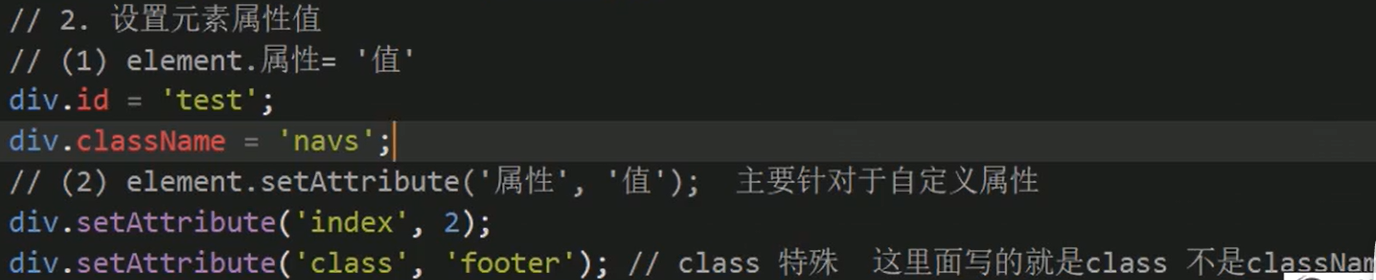 // 2. 设置元素属性值
// (1) element.属性= '值'
div.id = 'test';
div.className = 'navs';
// (2) element.setAttribute('属性', '值');  主要针对于自定义属性
div.setAttribute('index', 2);
div.setAttribute('class', 'footer'); // class 特殊  这里面写的就是class 不是classNam